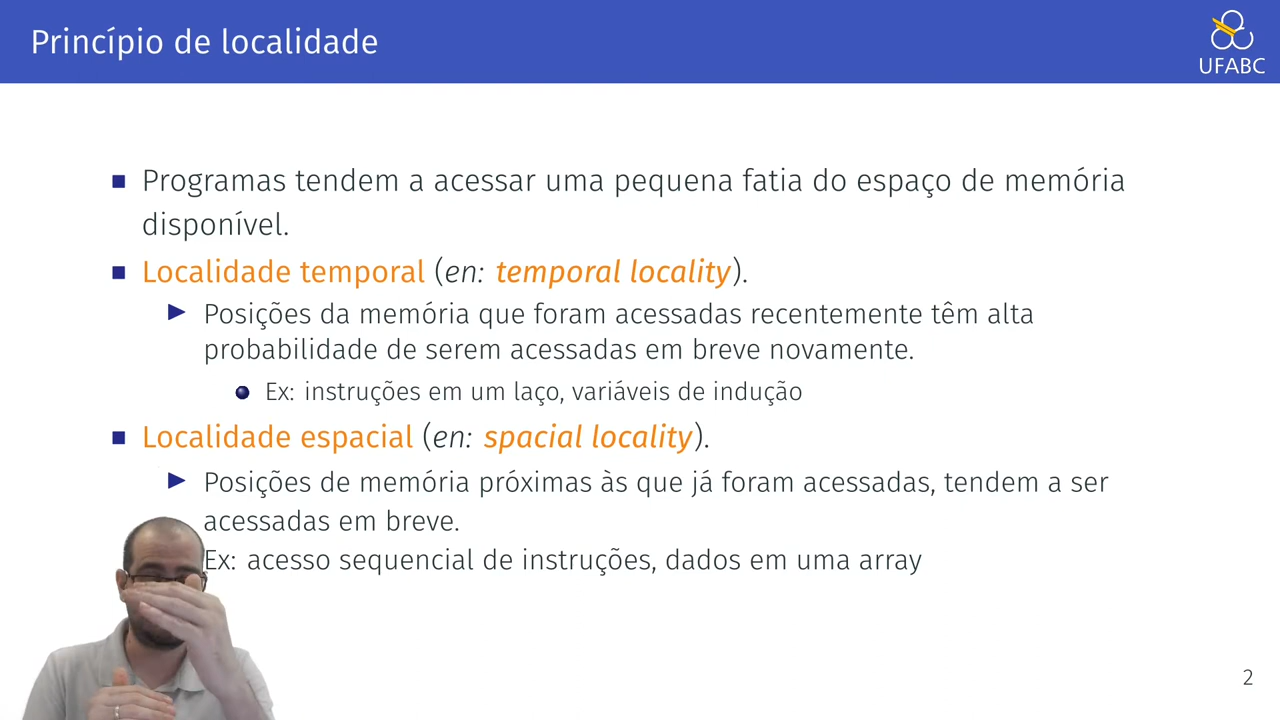 Princípio de localidade
UFABC
Programas tendem a acessar uma pequena fatia do espaço de memória
disponível.
Localidade temporal (en: temporal locality).
Posições da memória que foram acessadas recentemente têm alta
probabilidade de serem acessadas em breve novamente.
Ex: instruções em um laço, variáveis de indução
Localidade espacial (en: spacial locality).
Posições de memória próximas às que já foram acessadas, tendem a ser
acessadas em breve.
Ex: acesso sequencial de instruções, dados em uma array
2